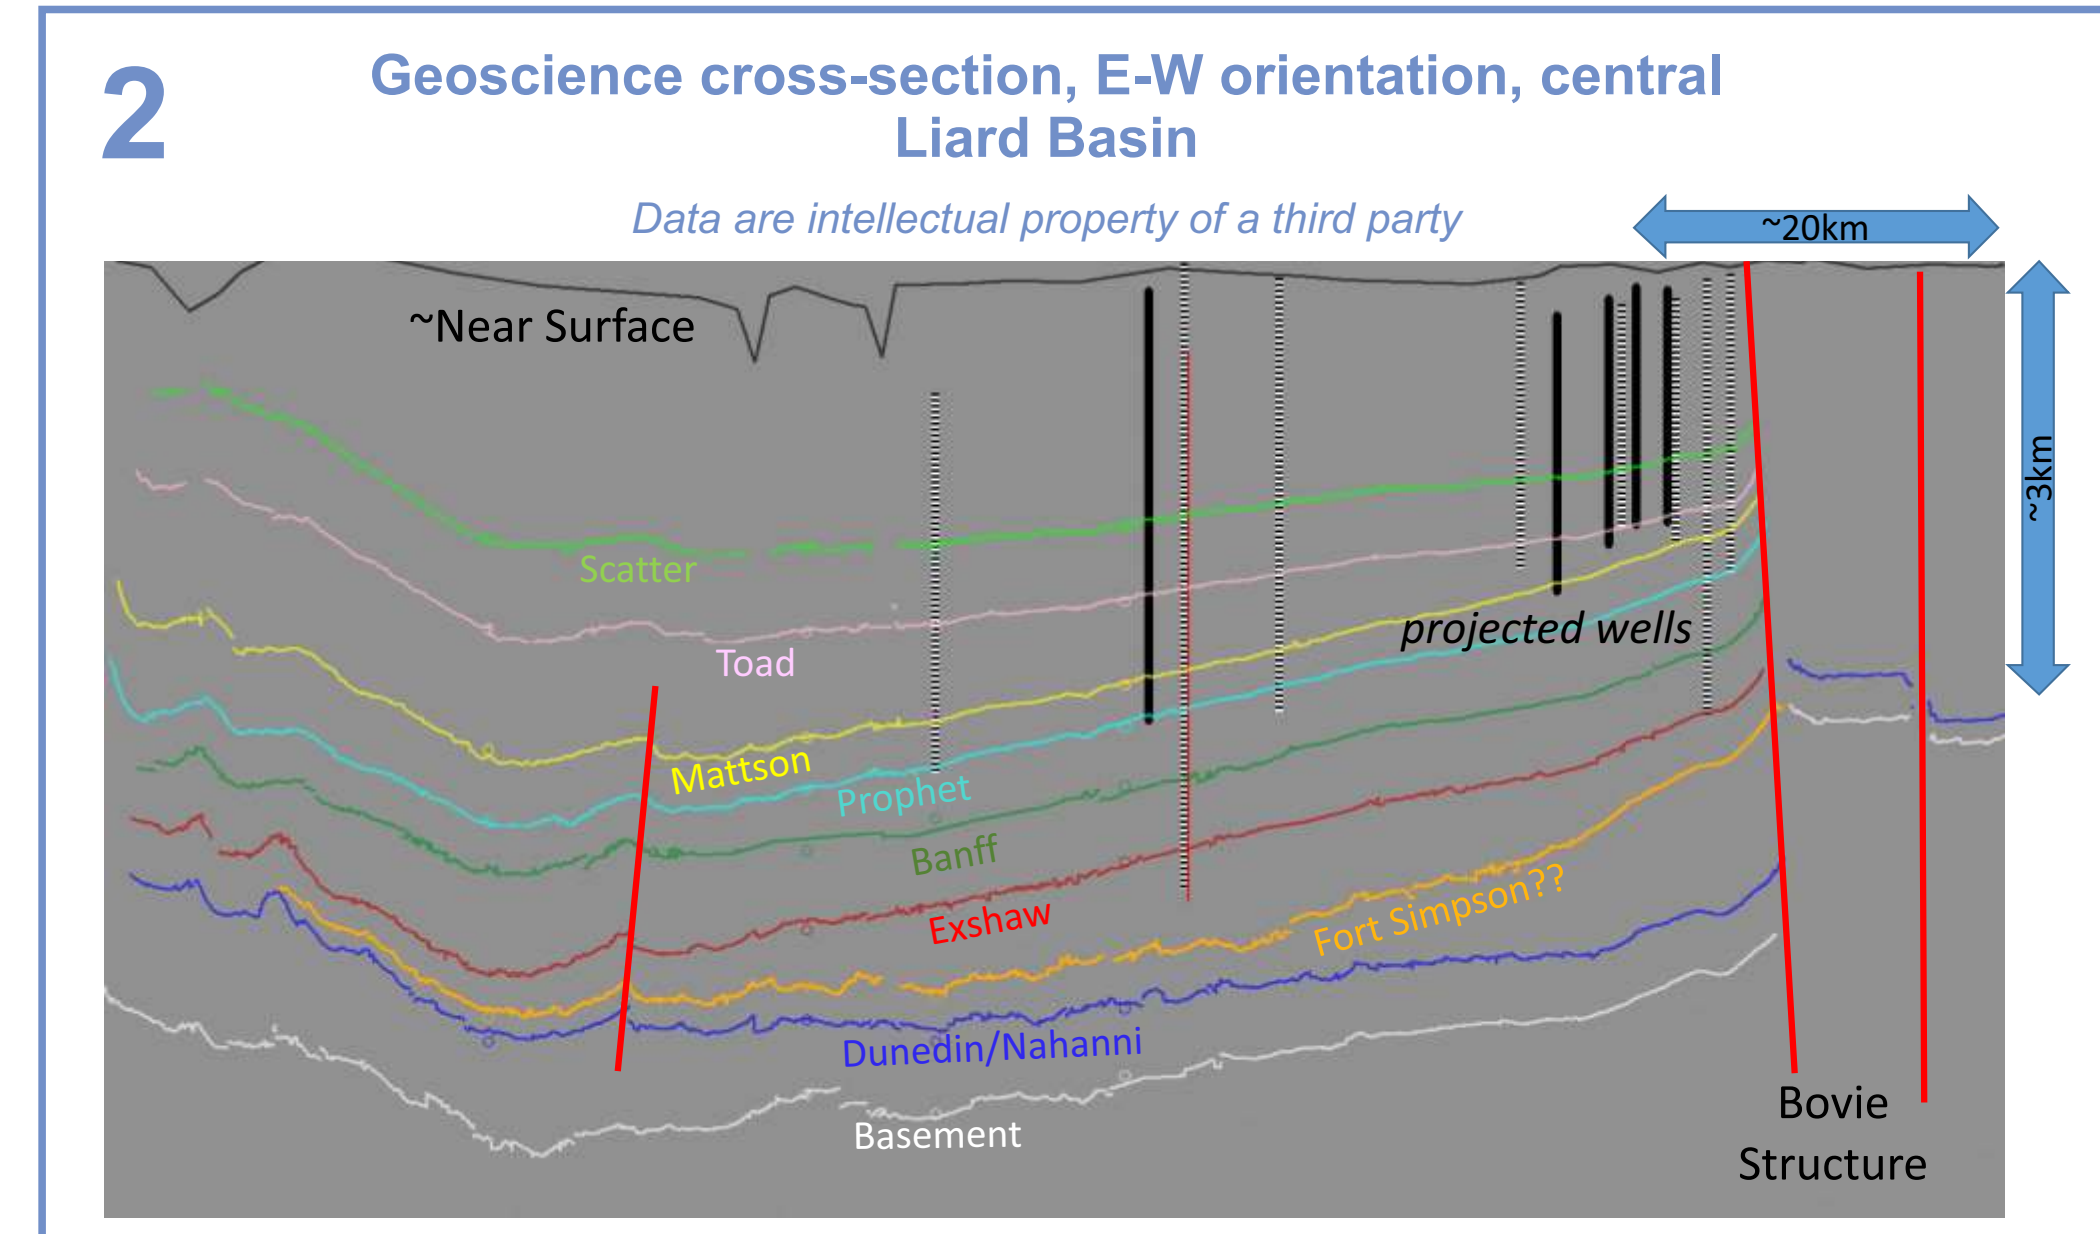 2
Geoscience cross-section, E-W orientation, central
Liard Basin
Data are intellectual property of a third party
~20km
~Near Surface
~3km
Scatter
projected wells
Toad
Mattson
Prophet
Banff
Exshaw
Fort Simpson??
Dunedin/Nahanni
Basement
Bovie
Structure